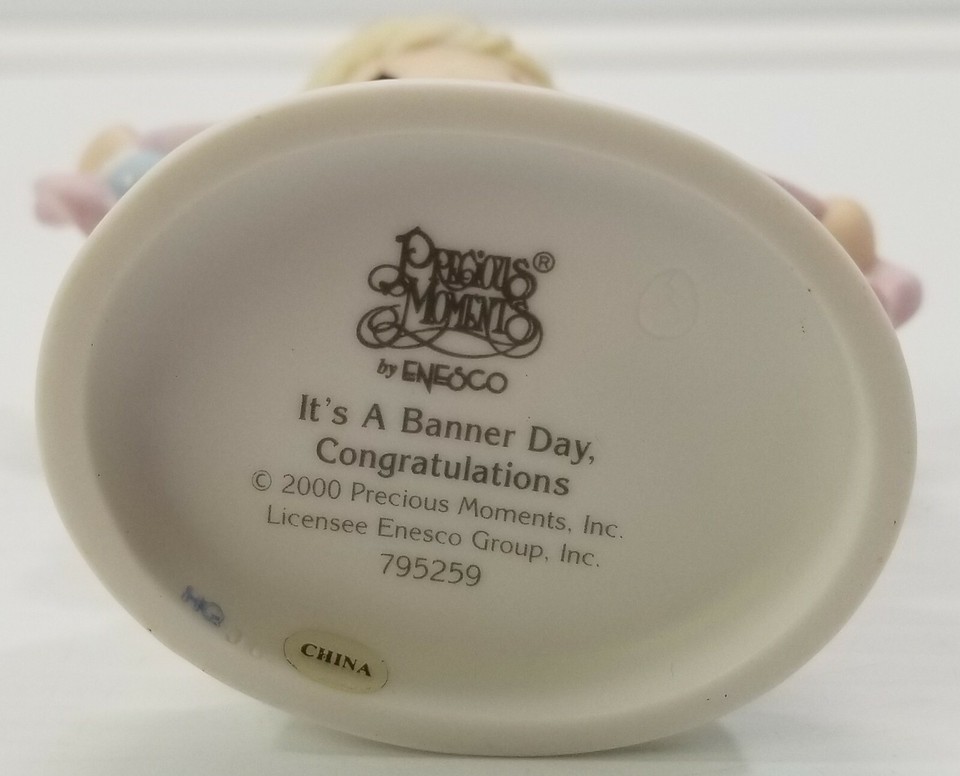 PRECIOUS ®
MOMENTS
by ENESCO
It's A Banner Day,
Congratulations
© 2000 Precious Moments, Inc.
Licensee Enesco Group, Inc.
795259
CHINA